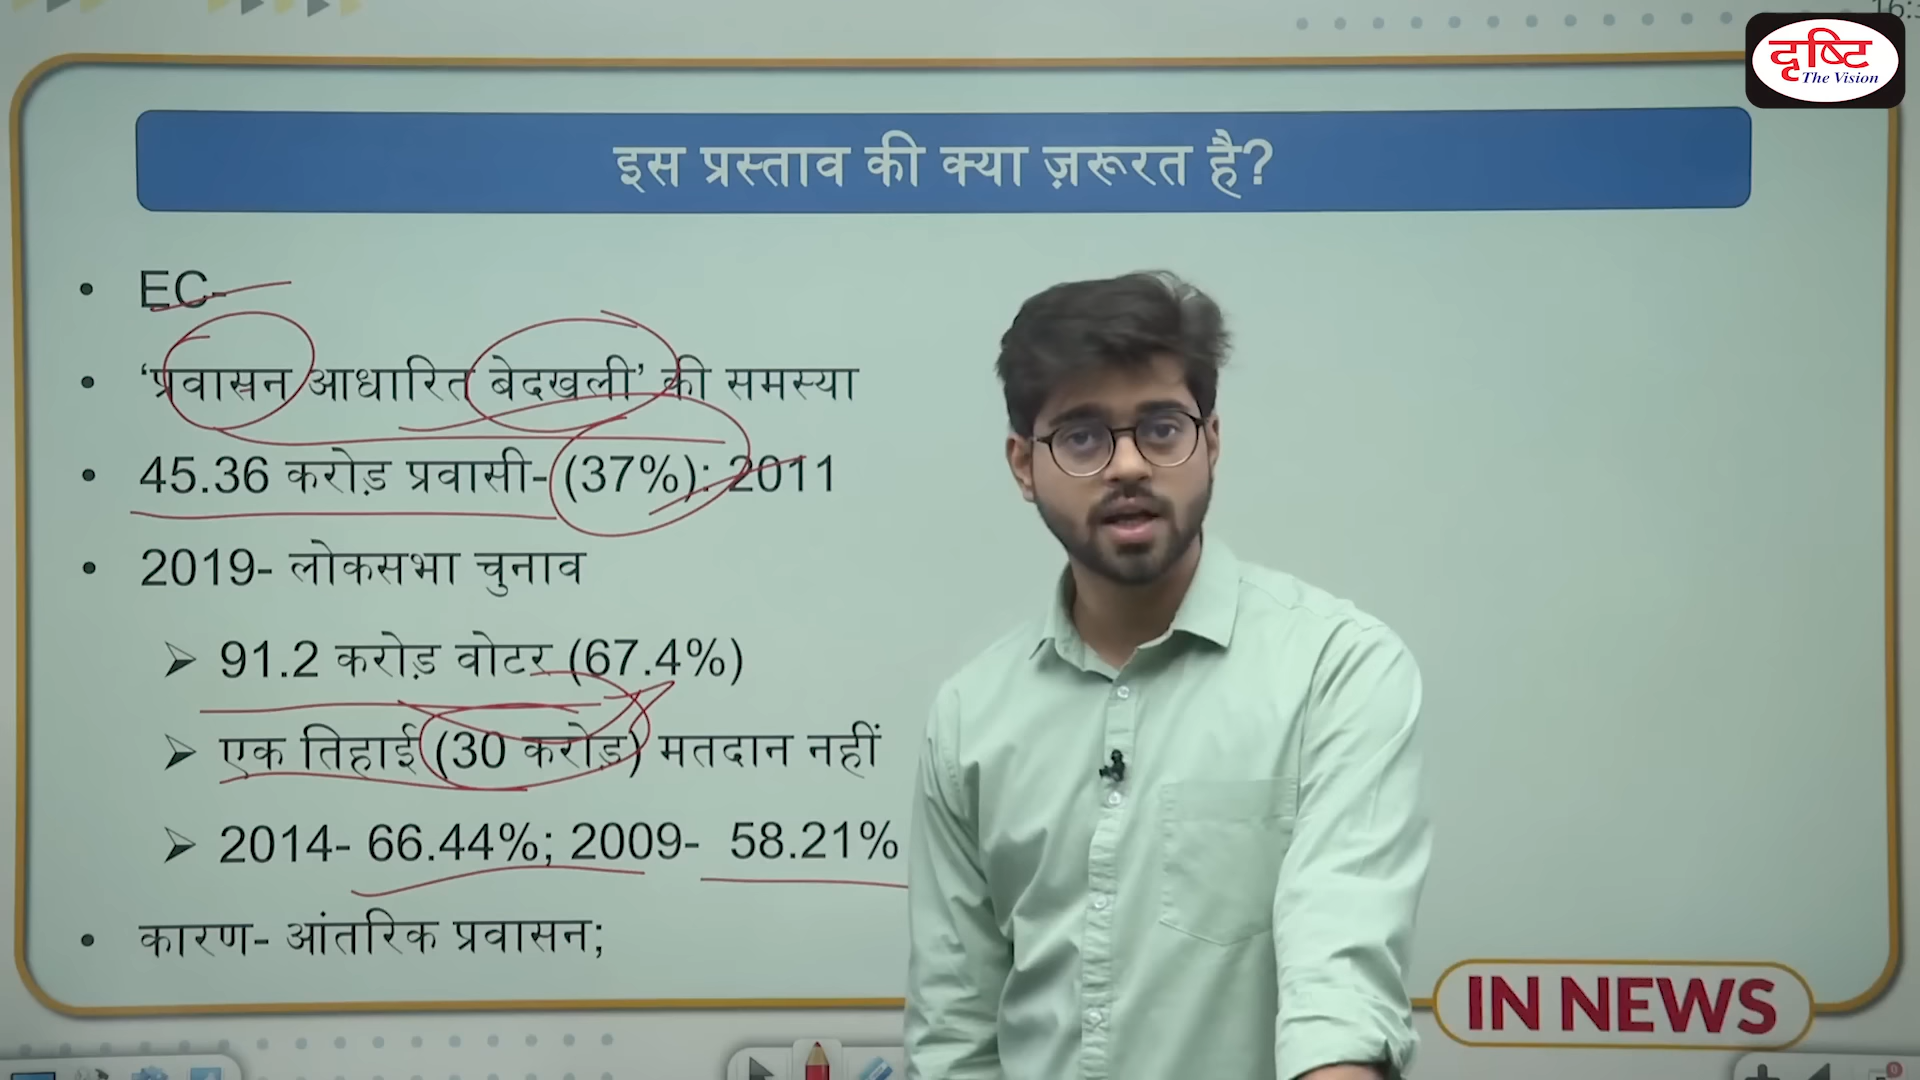 16:
दृष्टि
The Vision
इस प्रस्ताव की क्या ज़रूरत है?
• EC-
• ‘प्रवासन आधारित बेदखली’ की समस्या
• 45.36 करोड़ प्रवासी- (37%): 2011
• 2019- लोकसभा चुनाव
➢ 91.2 करोड़ वोटर (67.4%)
➢ एक तिहाई (30 करोड़) मतदान नहीं
➢ 2014- 66.44%; 2009- 58.21%
• कारण- आंतरिक प्रवासन;
IN NEWS